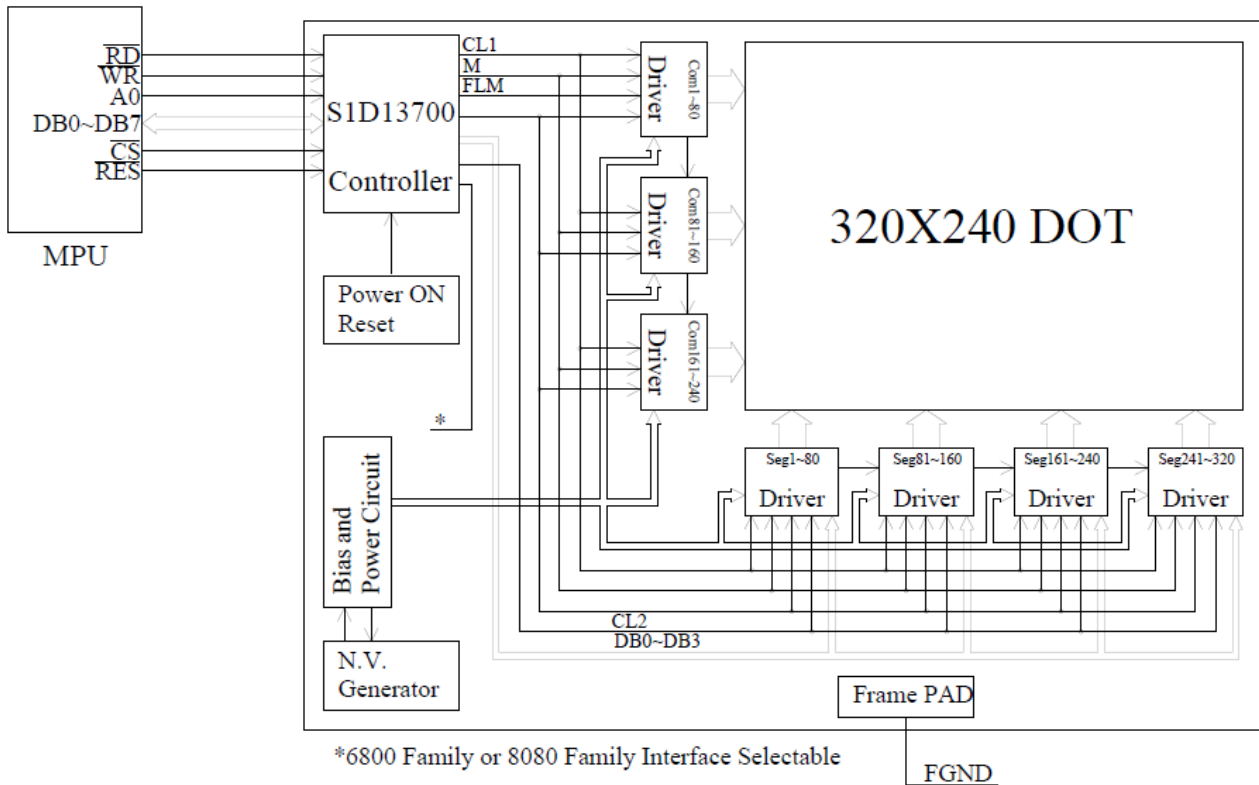 RD
WR
A0
DB0~DB7
CS
RES
MPU
S1D13700
Controller
CL1
M
FLM
Power ON
Reset
*
Bias and
Power Circuit
N.V.
Generator
Driver
Com1~80
Driver
Com81~160
Driver
Com161~240
320X240 DOT
Seg1~80
Driver
Seg81~160
Driver
Seg161~240
Driver
Seg241~320
Driver
CL2
DB0~DB3
Frame PAD
*6800 Family or 8080 Family Interface Selectable
FGND